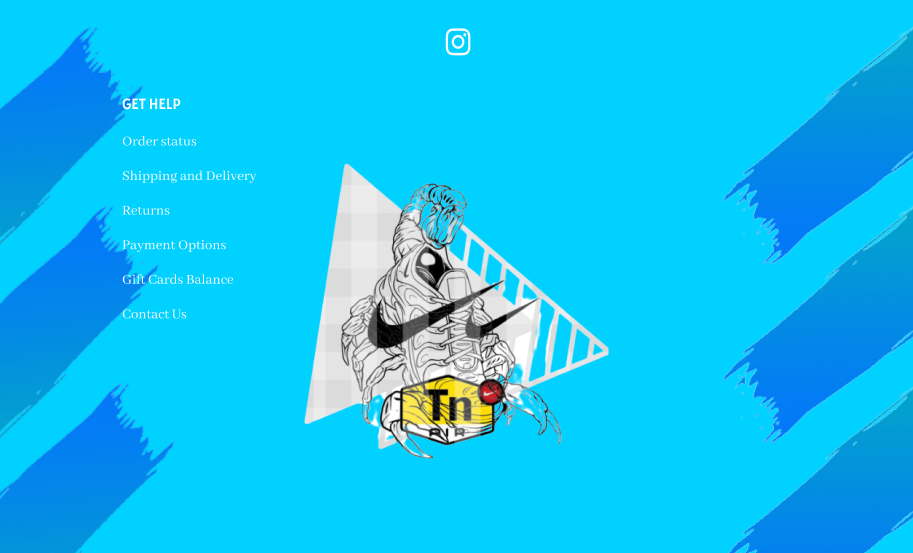 GET HELP
Order status
Shipping and Delivery
Returns
Payment Options
Gift Cards Balance
Contact Us
Tn
AIR